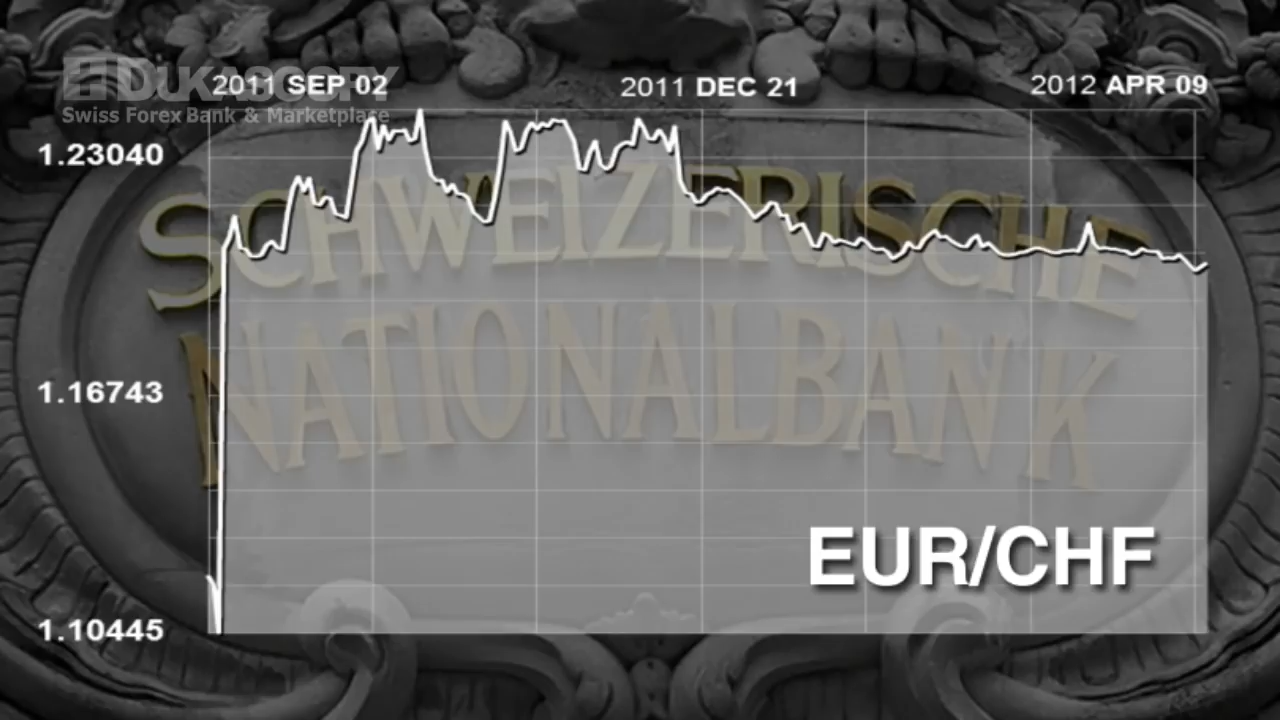 DUKASCOPY
Swiss Forex Bank & Marketplace
2011 SEP 02
2011 DEC 21
2012 APR 09
1.23040
1.16743
1.10445
SCHWEIZERISCHE
NATIONALBANK
EUR/CHF